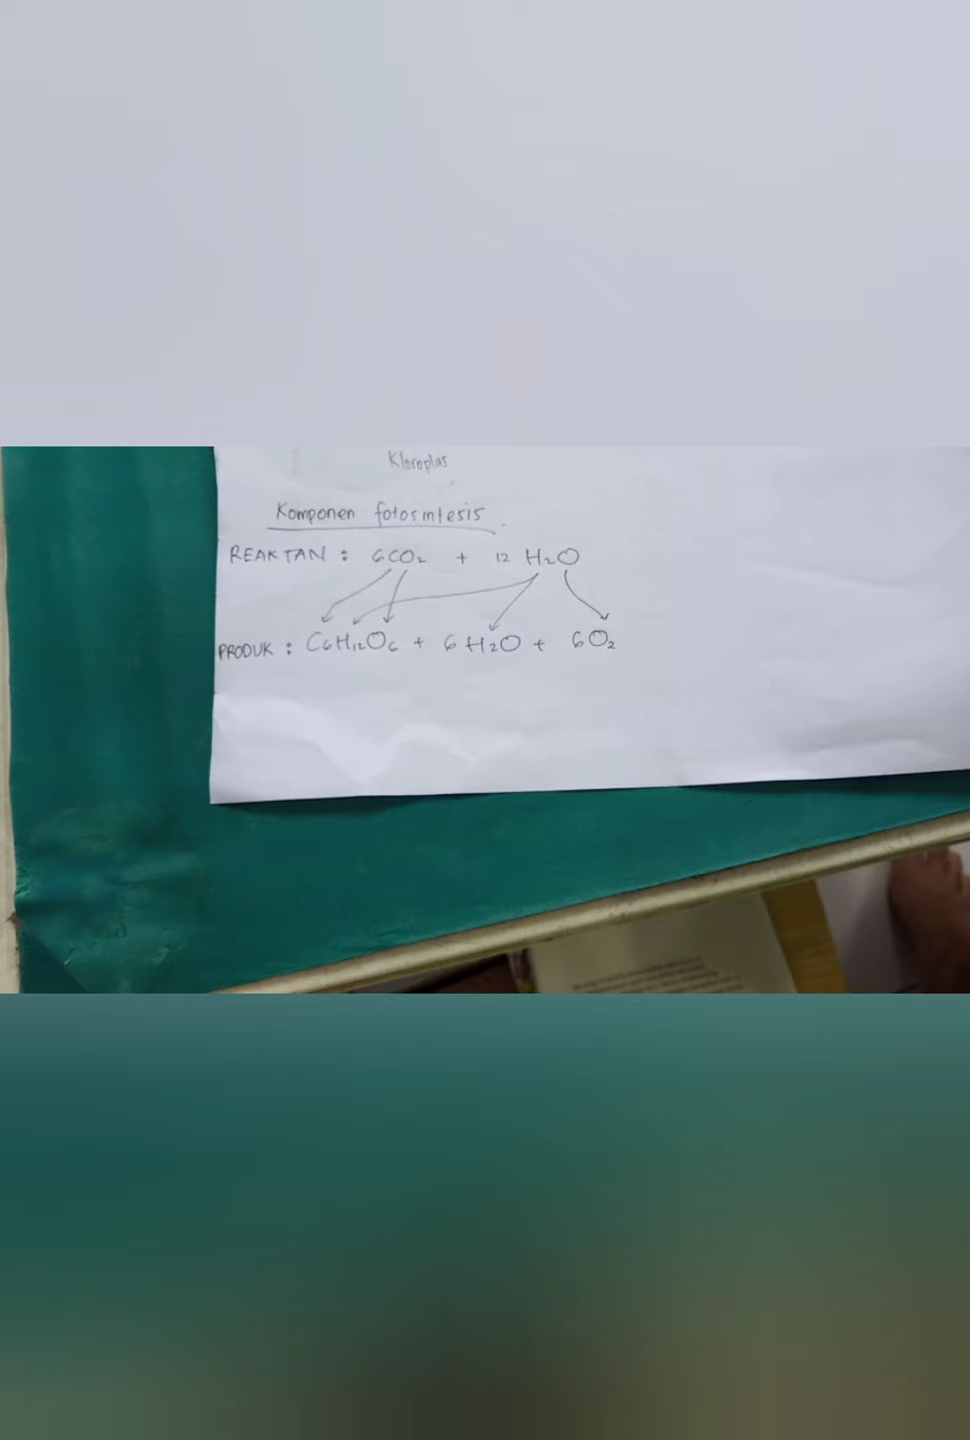 Kloroplas
Komponen fotosintesis
REAKTAN : 6CO₂ + 12 H₂O
PRODUK : C₆H₁₂O₆ + 6 H₂O + 6O₂